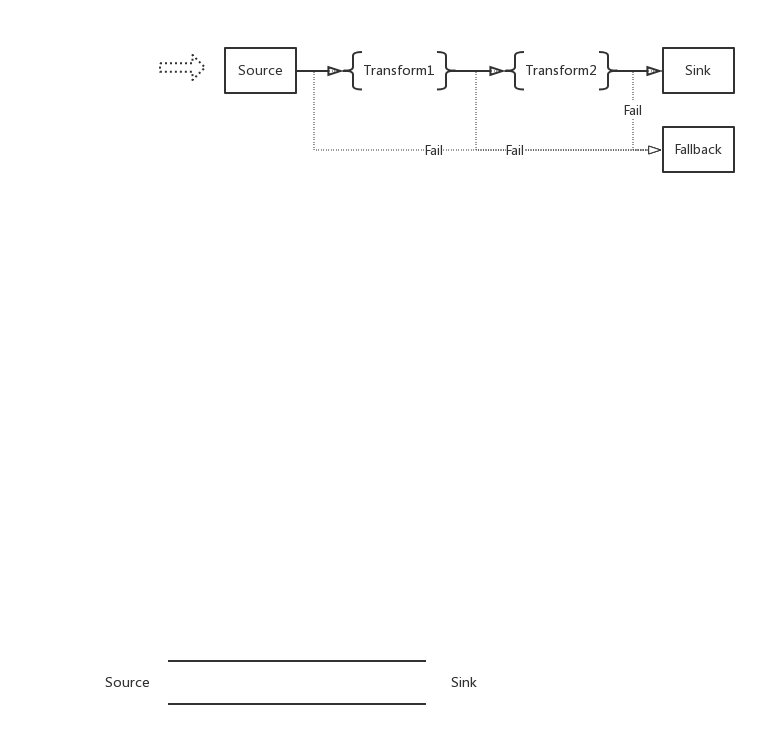 Source
Transform1
Transform2
Sink
Fail
Fail
Fail
Fallback
Source
Sink